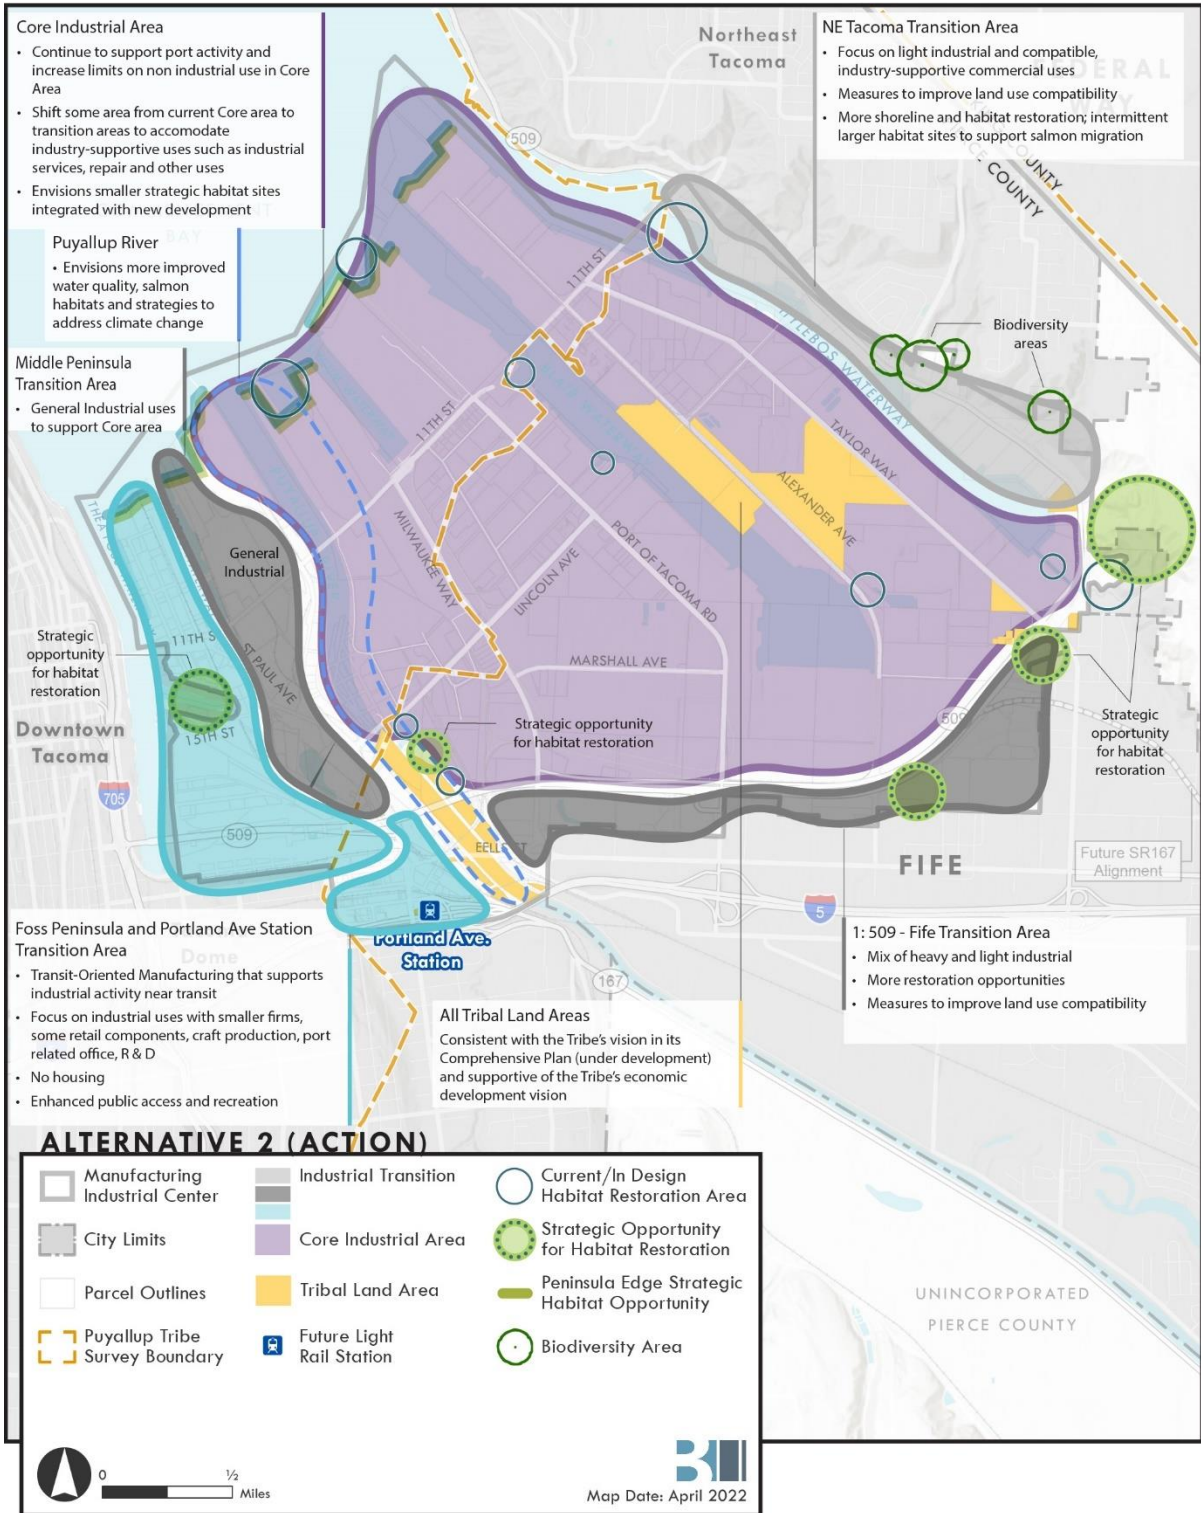 Core Industrial Area
• Continue to support port activity and
increase limits on non industrial use in Core
Area
• Shift some area from current Core area to
transition areas to accomodate
industry-supportive uses such as industrial
services, repair and other uses
• Envisions smaller strategic habitat sites
integrated with new development
BAY
Puyallup River
• Envisions more improved
water quality, salmon
habitats and strategies to
address climate change
Middle Peninsula
Transition Area
• General Industrial uses
to support Core area
Northeast
Tacoma
NE Tacoma Transition Area
• Focus on light industrial and compatible,
industry-supportive commercial uses
• Measures to improve land use compatibility
• More shoreline and habitat restoration; intermittent
larger habitat sites to support salmon migration
FEDERAL
WAY
KING COUNTY
PIERCE COUNTY
509
11TH ST
HYLEBOS WATERWAY
Biodiversity
areas
TAYLOR WAY
ALEXANDER AVE
11TH ST
MILWAUKEE WAY
LINCOLN AVE
PORT OF TACOMA RD
MARSHALL AVE
General
Industrial
ST PAUL AVE
11TH S
15TH ST
Strategic
opportunity
for habitat
restoration
Downtown
Tacoma
705
509
Strategic opportunity
for habitat restoration
509
Strategic
opportunity
for habitat
restoration
EELLS ST
FIFE
Future SR167
Alignment
5
167
Portland Ave.
Station
Foss Peninsula and Portland Ave Station
Transition Area
Dome
• Transit-Oriented Manufacturing that supports
industrial activity near transit
• Focus on industrial uses with smaller firms,
some retail components, craft production, port
related office, R & D
• No housing
• Enhanced public access and recreation
All Tribal Land Areas
Consistent with the Tribe's vision in its
Comprehensive Plan (under development)
and supportive of the Tribe's economic
development vision
1: 509 - Fife Transition Area
• Mix of heavy and light industrial
• More restoration opportunities
• Measures to improve land use compatibility
UNINCORPORATED
PIERCE COUNTY
ALTERNATIVE 2 (ACTION)
Manufacturing
Industrial Center
City Limits
Parcel Outlines
Puyallup Tribe
Survey Boundary
Industrial Transition
Core Industrial Area
Tribal Land Area
Future Light
Rail Station
Current/In Design
Habitat Restoration Area
Strategic Opportunity
for Habitat Restoration
Peninsula Edge Strategic
Habitat Opportunity
Biodiversity Area
0 ½
Miles
Map Date: April 2022